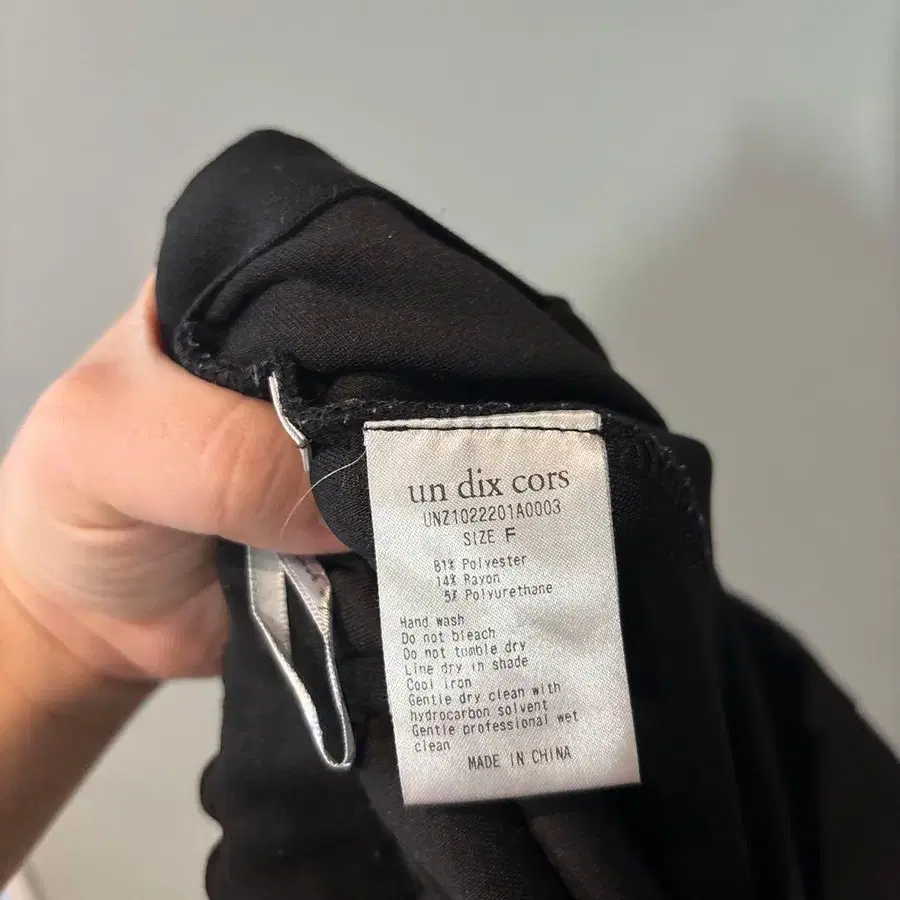 un dix cors
UNZ1022201A0003
SIZE F
81% Polyester
14% Rayon
5% Polyurethane
Hand wash
Do not bleach
Do not tumble dry
Line dry in shade
Cool iron
Gentle dry clean with
hydrocarbon solvent
Gentle professional wet
clean
MADE IN CHINA